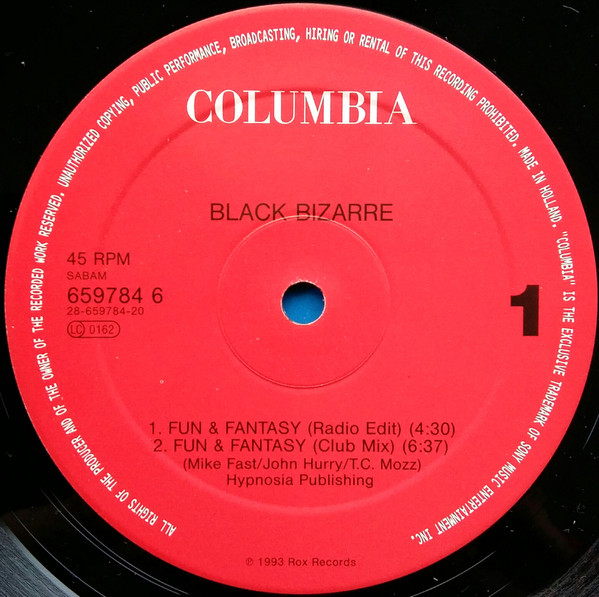 ALL RIGHTS OF THE PRODUCER AND OF THE OWNER OF THE RECORDED WORK RESERVED. UNAUTHORIZED COPYING, PUBLIC PERFORMANCE, BROADCASTING, HIRING OR RENTAL OF THIS RECORDING PROHIBITED. MADE IN HOLLAND. "COLUMBIA" IS THE EXCLUSIVE TRADEMARK OF SONY MUSIC ENTERTAINMENT INC.
COLUMBIA
BLACK BIZARRE
45 RPM
SABAM
659784 6
28-659784-20
LC 0162
1
1. FUN & FANTASY (Radio Edit) (4:30)
2. FUN & FANTASY (Club Mix) (6:37)
(Mike Fast/John Hurry/T.C. Mozz)
Hypnosia Publishing
℗ 1993 Rox Records